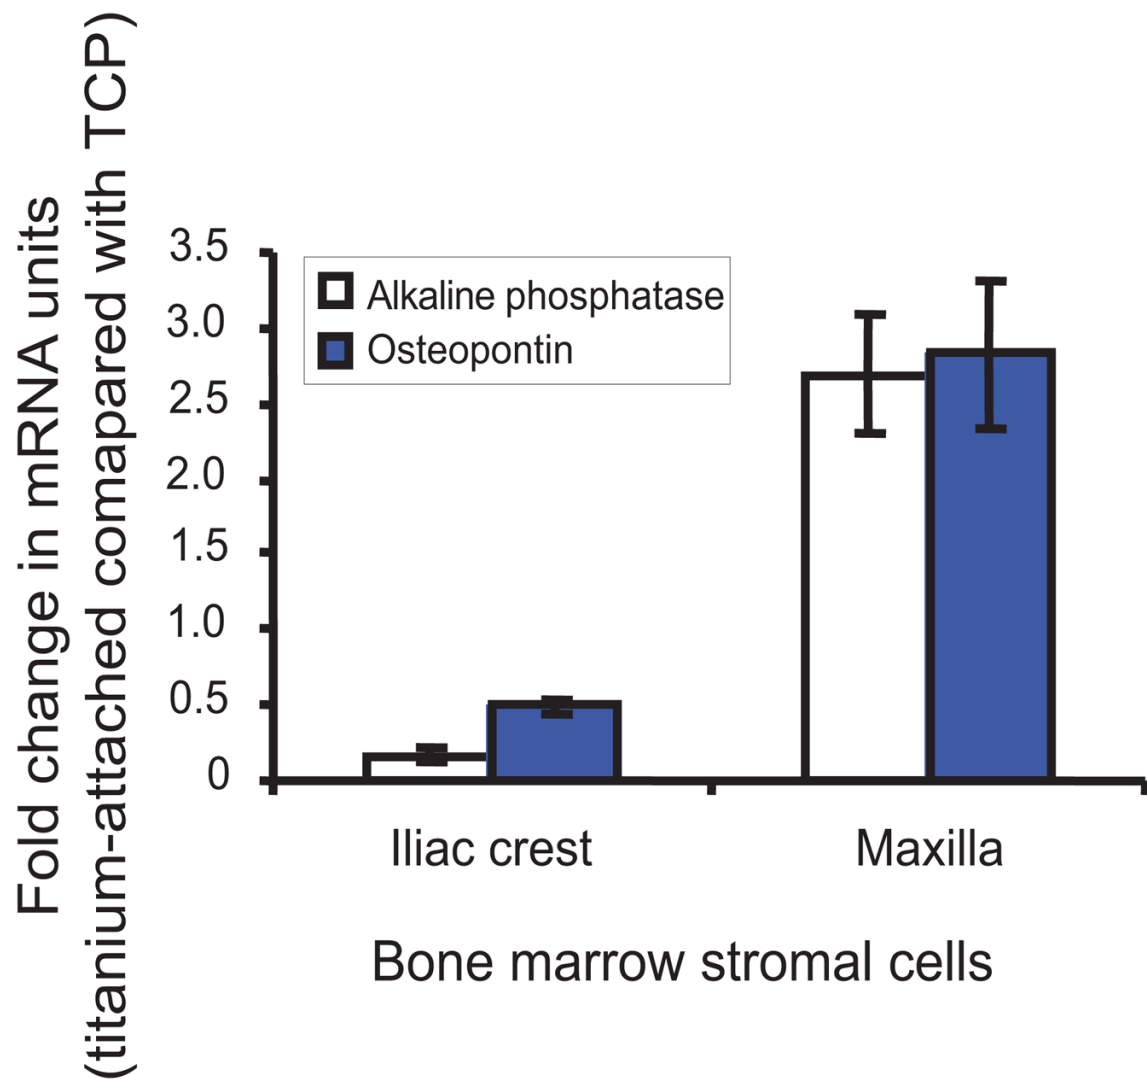 Fold change in mRNA units
(titanium-attached comapared with TCP)
3.5
3.0
2.5
2.0
1.5
1.0
0.5
0
Alkaline phosphatase
Osteopontin
Iliac crest
Maxilla
Bone marrow stromal cells